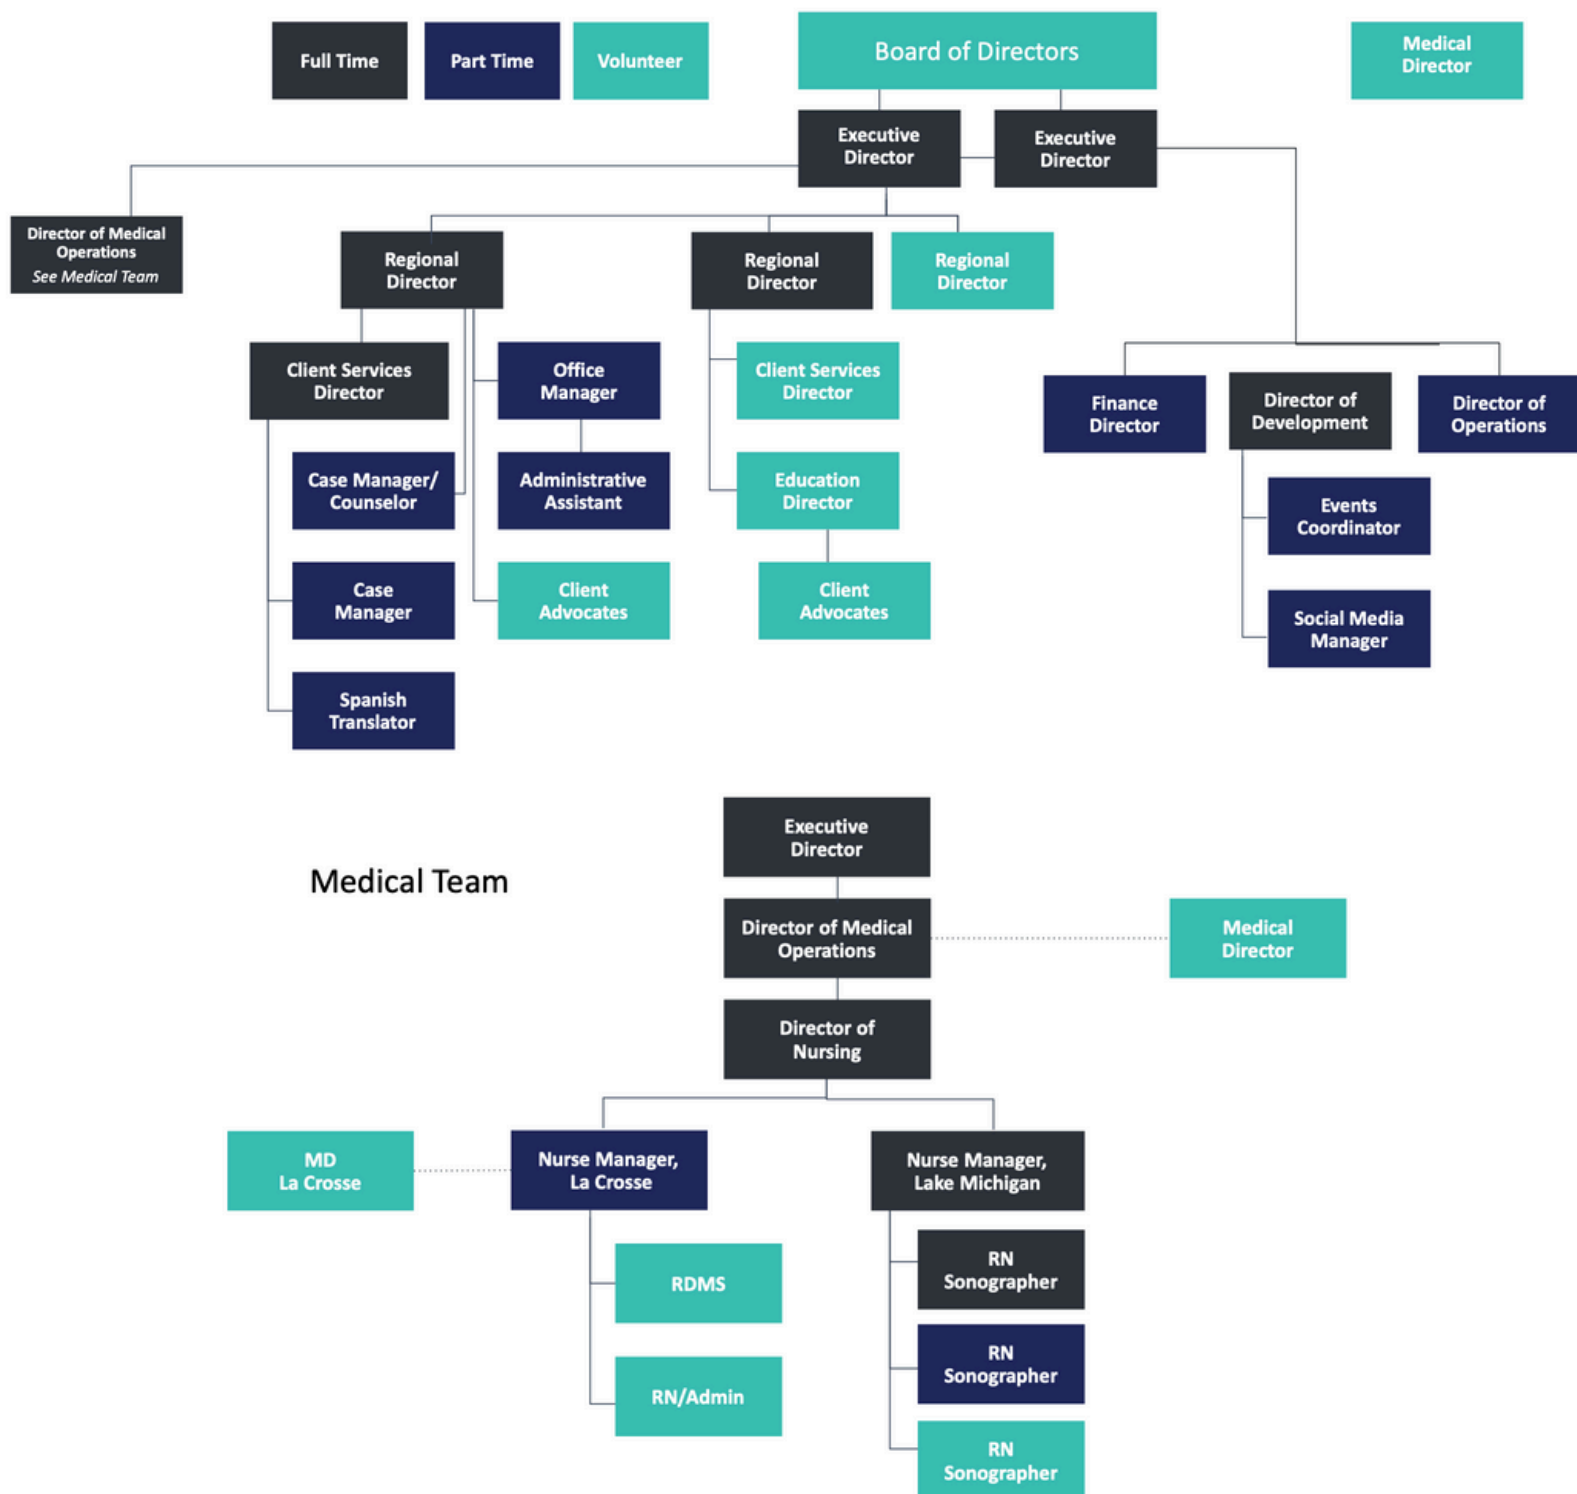 Full Time
Part Time
Volunteer
Board of Directors
Medical
Director
Executive
Director
Executive
Director
Director of Medical
Operations
See Medical Team
Regional
Director
Regional
Director
Regional
Director
Client Services
Director
Office
Manager
Client Services
Director
Finance
Director
Director of
Development
Director of
Operations
Case Manager/
Counselor
Administrative
Assistant
Education
Director
Events
Coordinator
Case
Manager
Client
Advocates
Client
Advocates
Social Media
Manager
Spanish
Translator
Medical Team
Executive
Director
Director of Medical
Operations
Medical
Director
Director of
Nursing
MD
La Crosse
Nurse Manager,
La Crosse
Nurse Manager,
Lake Michigan
RDMS
RN
Sonographer
RN
Sonographer
RN/Admin
RN
Sonographer